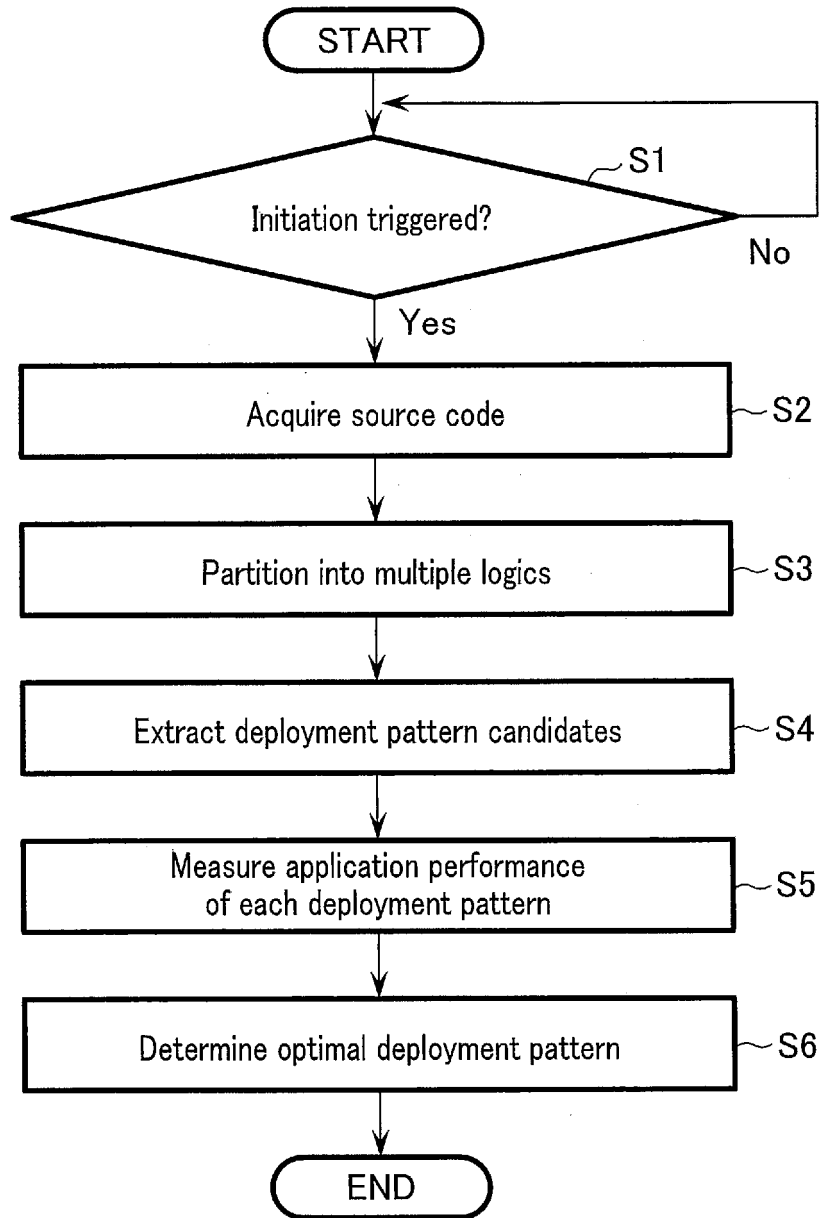 START
S1
Initiation triggered?
No
Yes
Acquire source code
S2
Partition into multiple logics
S3
Extract deployment pattern candidates
S4
Measure application performance
of each deployment pattern
S5
Determine optimal deployment pattern
S6
END